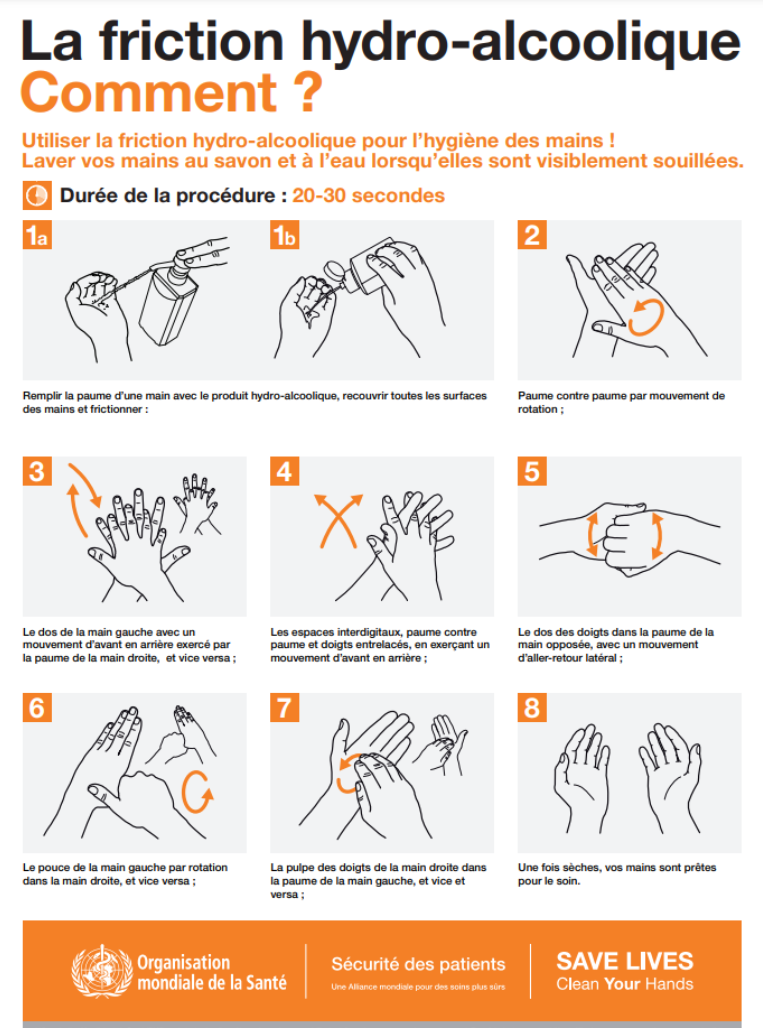 La friction hydro-alcoolique
Comment ?
Utiliser la friction hydro-alcoolique pour l'hygiène des mains !
Laver vos mains au savon et à l'eau lorsqu'elles sont visiblement souillées.
Durée de la procédure : 20-30 secondes
1a
1b
2
Remplir la paume d'une main avec le produit hydro-alcoolique, recouvrir toutes les surfaces
des mains et frictionner :
Paume contre paume par mouvement de
rotation ;
3
4
5
Le dos de la main gauche avec un
mouvement d'avant en arrière exercé par
la paume de la main droite, et vice versa ;
Les espaces interdigitaux, paume contre
paume et doigts entrelacés, en exerçant un
mouvement d'avant en arrière ;
Le dos des doigts dans la paume de la
main opposée, avec un mouvement
d'aller-retour latéral ;
6
7
8
Le pouce de la main gauche par rotation
dans la main droite, et vice versa ;
La pulpe des doigts de la main droite dans
la paume de la main gauche, et vice et
versa ;
Une fois sèches, vos mains sont prêtes
pour le soin.
Organisation
mondiale de la Santé
Sécurité des patients
Une Alliance mondiale pour des soins plus sûrs
SAVE LIVES
Clean Your Hands